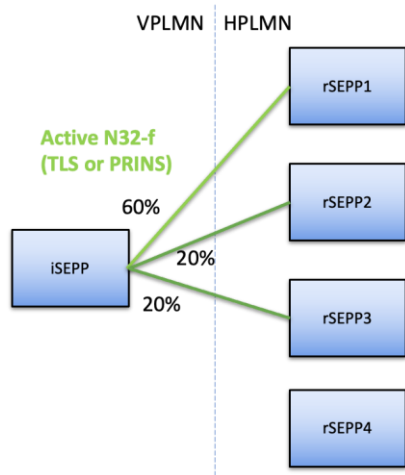 VPLMN
HPLMN
rSEPP1
Active N32-f
(TLS or PRINS)
60%
rSEPP2
20%
iSEPP
20%
rSEPP3
rSEPP4